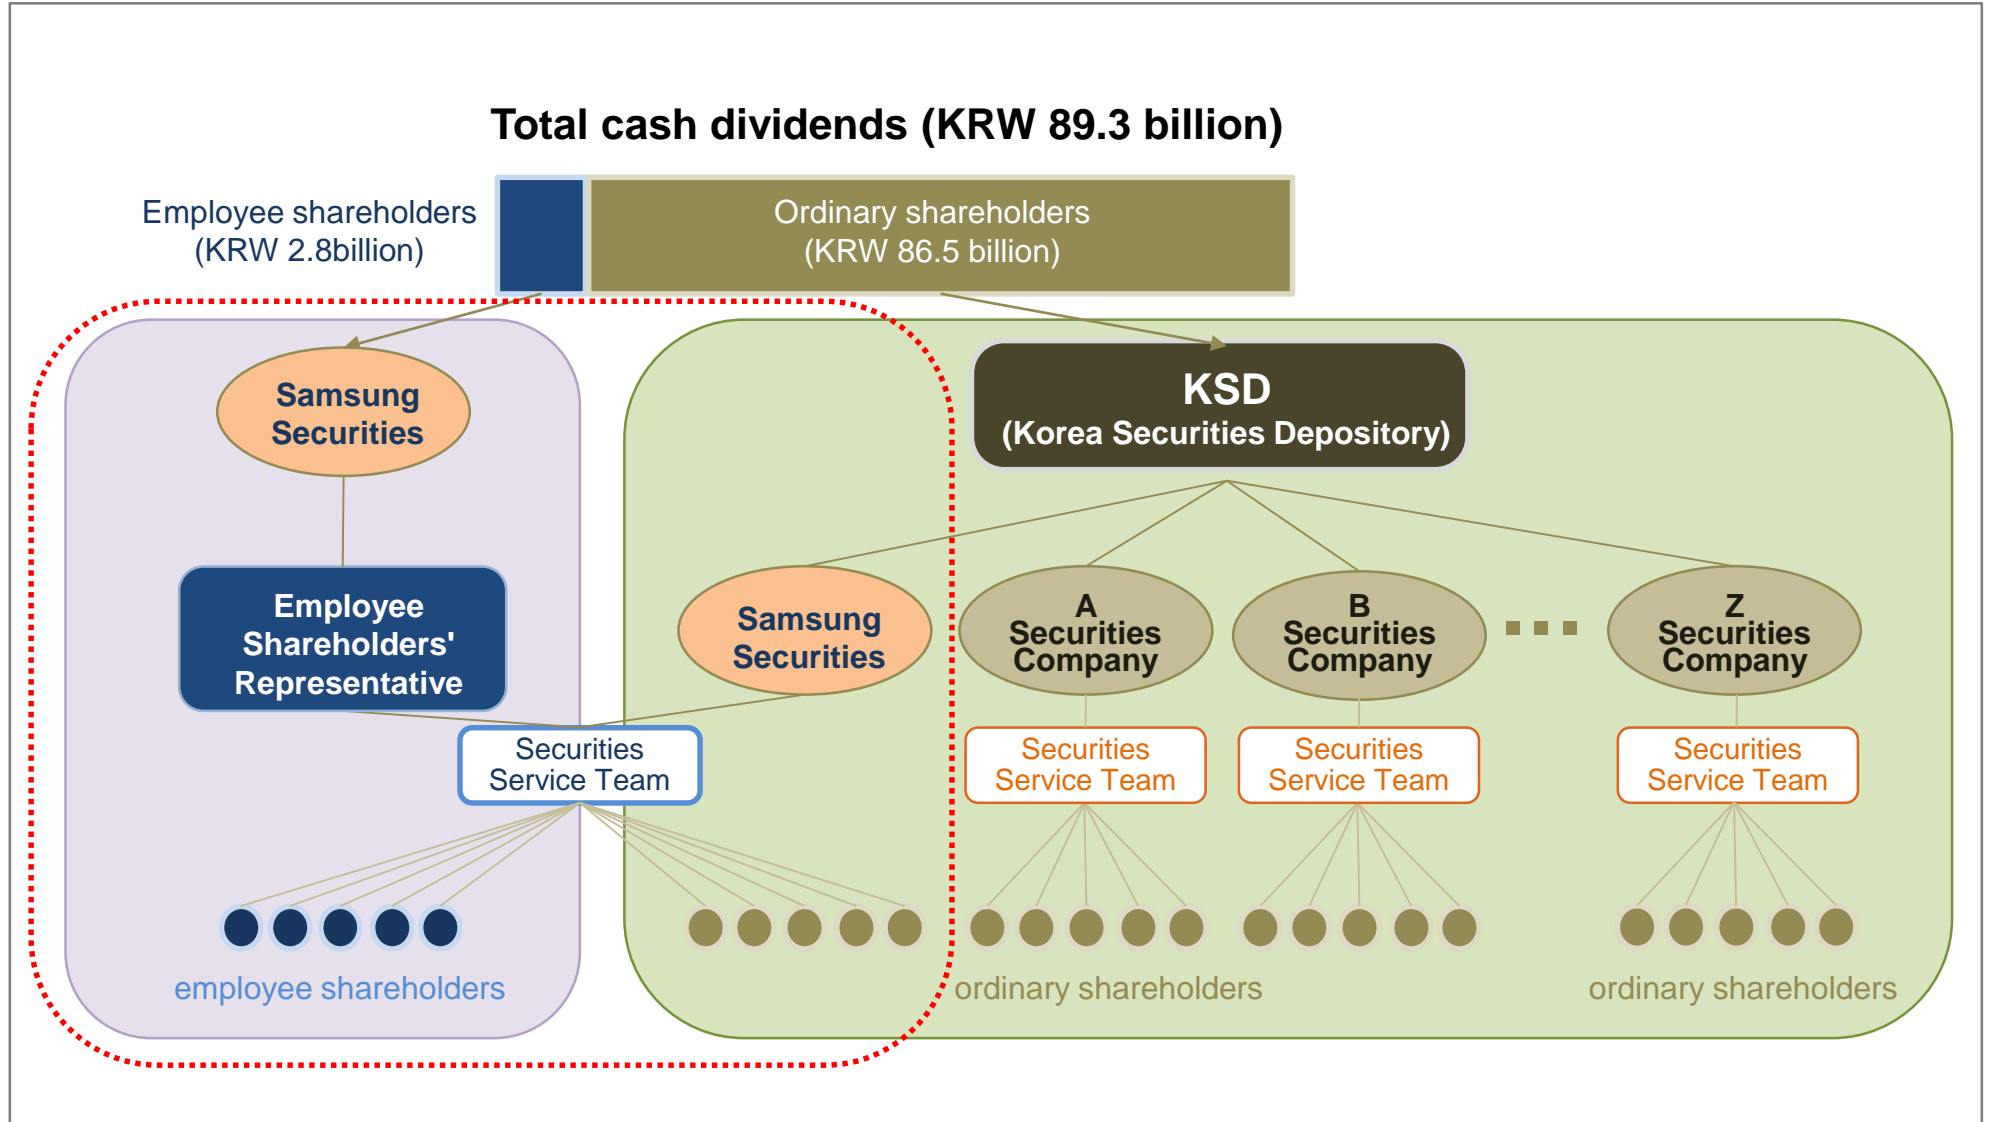 Total cash dividends (KRW 89.3 billion)
Employee shareholders
(KRW 2.8billion)
Ordinary shareholders
(KRW 86.5 billion)
Samsung
Securities
KSD
(Korea Securities Depository)
Employee
Shareholders'
Representative
Samsung
Securities
A
Securities
Company
B
Securities
Company
Z
Securities
Company
Securities
Service Team
Securities
Service Team
Securities
Service Team
Securities
Service Team
employee shareholders
ordinary shareholders
ordinary shareholders